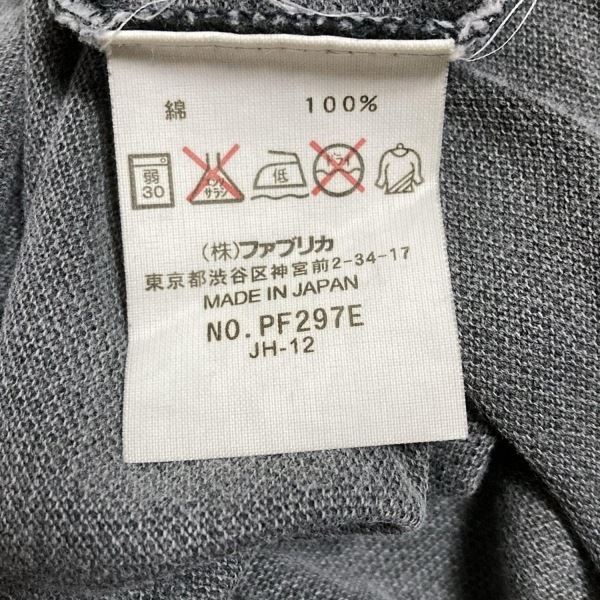 綿 100%
弱 30 エンソ サラシ 低 ドライ
(株)ファブリカ
東京都渋谷区神宮前2-34-17
MADE IN JAPAN
NO.PF297E
JH-12